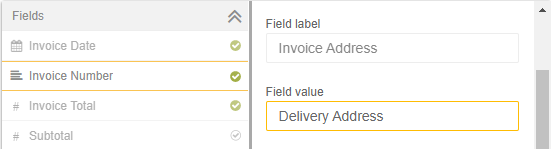 Fields
Invoice Date
Invoice Number
# Invoice Total
# Subtotal
Field label
Invoice Address
Field value
Delivery Address